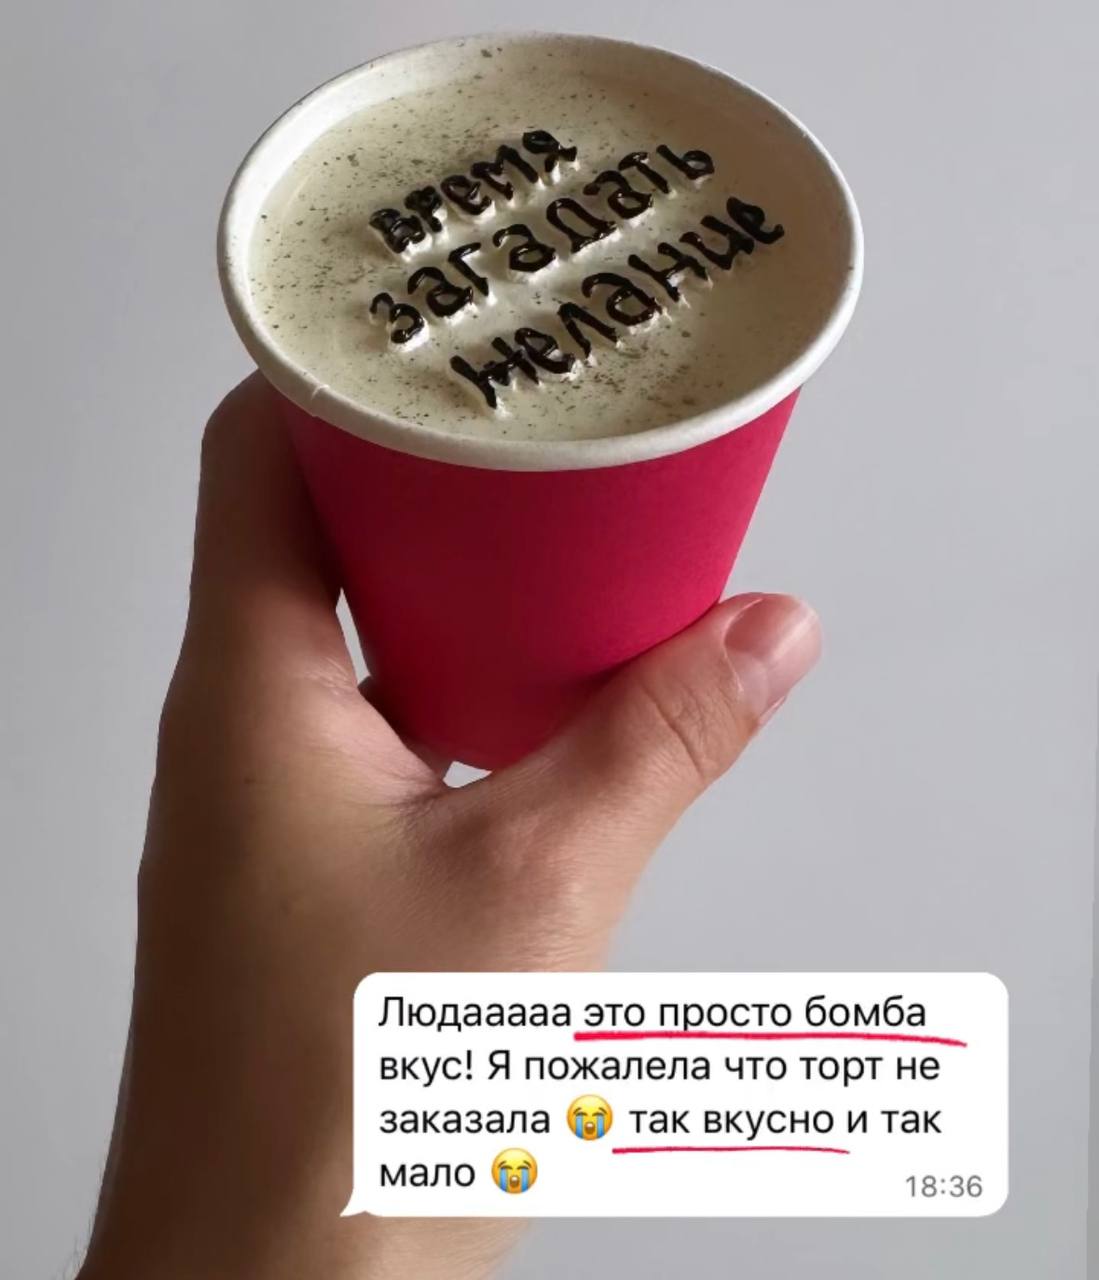 время
загадать
желание
Людааааа это просто бомба
вкус! Я пожалела что торт не
заказала 😭 так вкусно и так
мало 😭
18:36